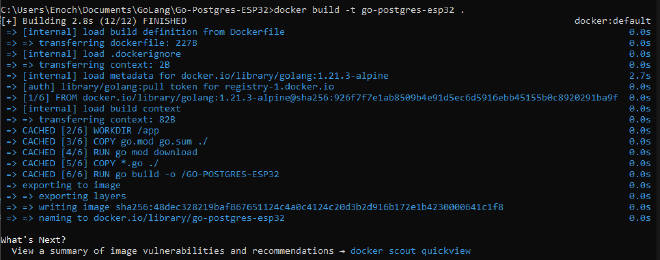 C:\Users\Enoch\Documents\GoLang\Go-Postgres-ESP32>docker build -t go-postgres-esp32 .
[+] Building 2.8s (12/12) FINISHED docker:default
=> [internal] load build definition from Dockerfile 0.0s
=> => transferring dockerfile: 227B 0.0s
=> [internal] load .dockerignore 0.0s
=> => transferring context: 2B 0.0s
=> [internal] load metadata for docker.io/library/golang:1.21.3-alpine 2.7s
=> [auth] library/golang:pull token for registry-1.docker.io 0.0s
=> [1/6] FROM docker.io/library/golang:1.21.3-alpine@sha256:926f7f7e1ab8509b4e91d5ec6d5916ebb45155b0c8920291ba9f 0.0s
=> [internal] load build context 0.0s
=> => transferring context: 82B 0.0s
=> CACHED [2/6] WORKDIR /app 0.0s
=> CACHED [3/6] COPY go.mod go.sum ./ 0.0s
=> CACHED [4/6] RUN go mod download 0.0s
=> CACHED [5/6] COPY *.go ./ 0.0s
=> CACHED [6/6] RUN go build -o /GO-POSTGRES-ESP32 0.0s
=> exporting to image 0.0s
=> => exporting layers 0.0s
=> => writing image sha256:48dec328219baf867651124c4a0c4124c20d3b2d916b172e1b4230000641c1f8 0.0s
=> => naming to docker.io/library/go-postgres-esp32 0.0s
What's Next?
View a summary of image vulnerabilities and recommendations → docker scout quickview